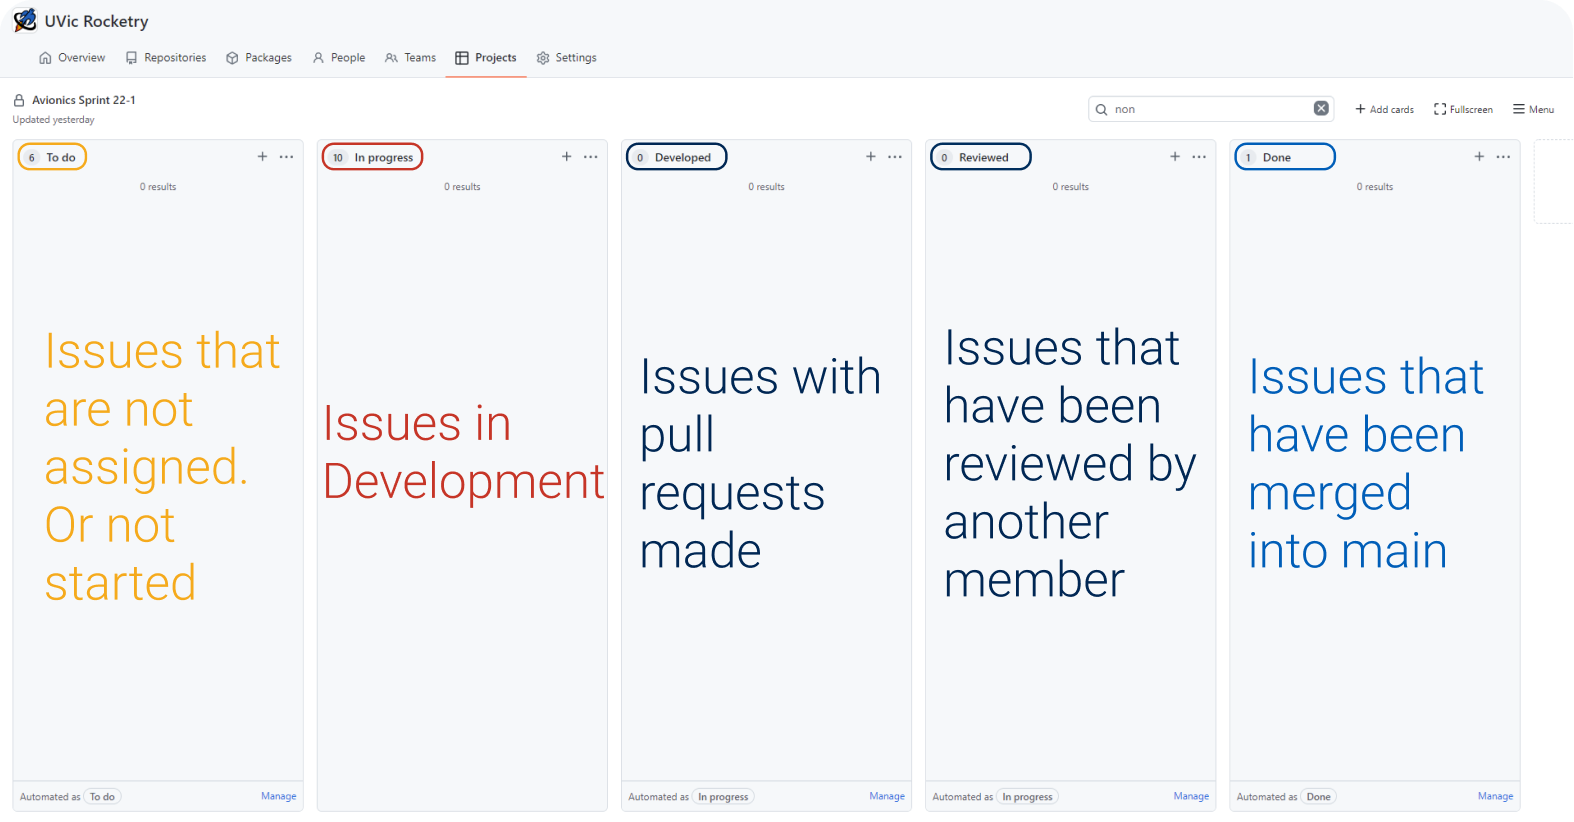 UVic Rocketry
Overview Repositories Packages People Teams Projects Settings
Avionics Sprint 22-1
Updated yesterday
non
Add cards Fullscreen Menu
6 To do
0 results
Issues that
are not
assigned.
Or not
started
Automated as To do Manage
10 In progress
0 results
Issues in
Development
0 Developed
0 results
Issues with
pull
requests
made
Automated as In progress Manage
0 Reviewed
0 results
Issues that
have been
reviewed by
another
member
Automated as In progress Manage
1 Done
0 results
Issues that
have been
merged
into main
Automated as Done Manage